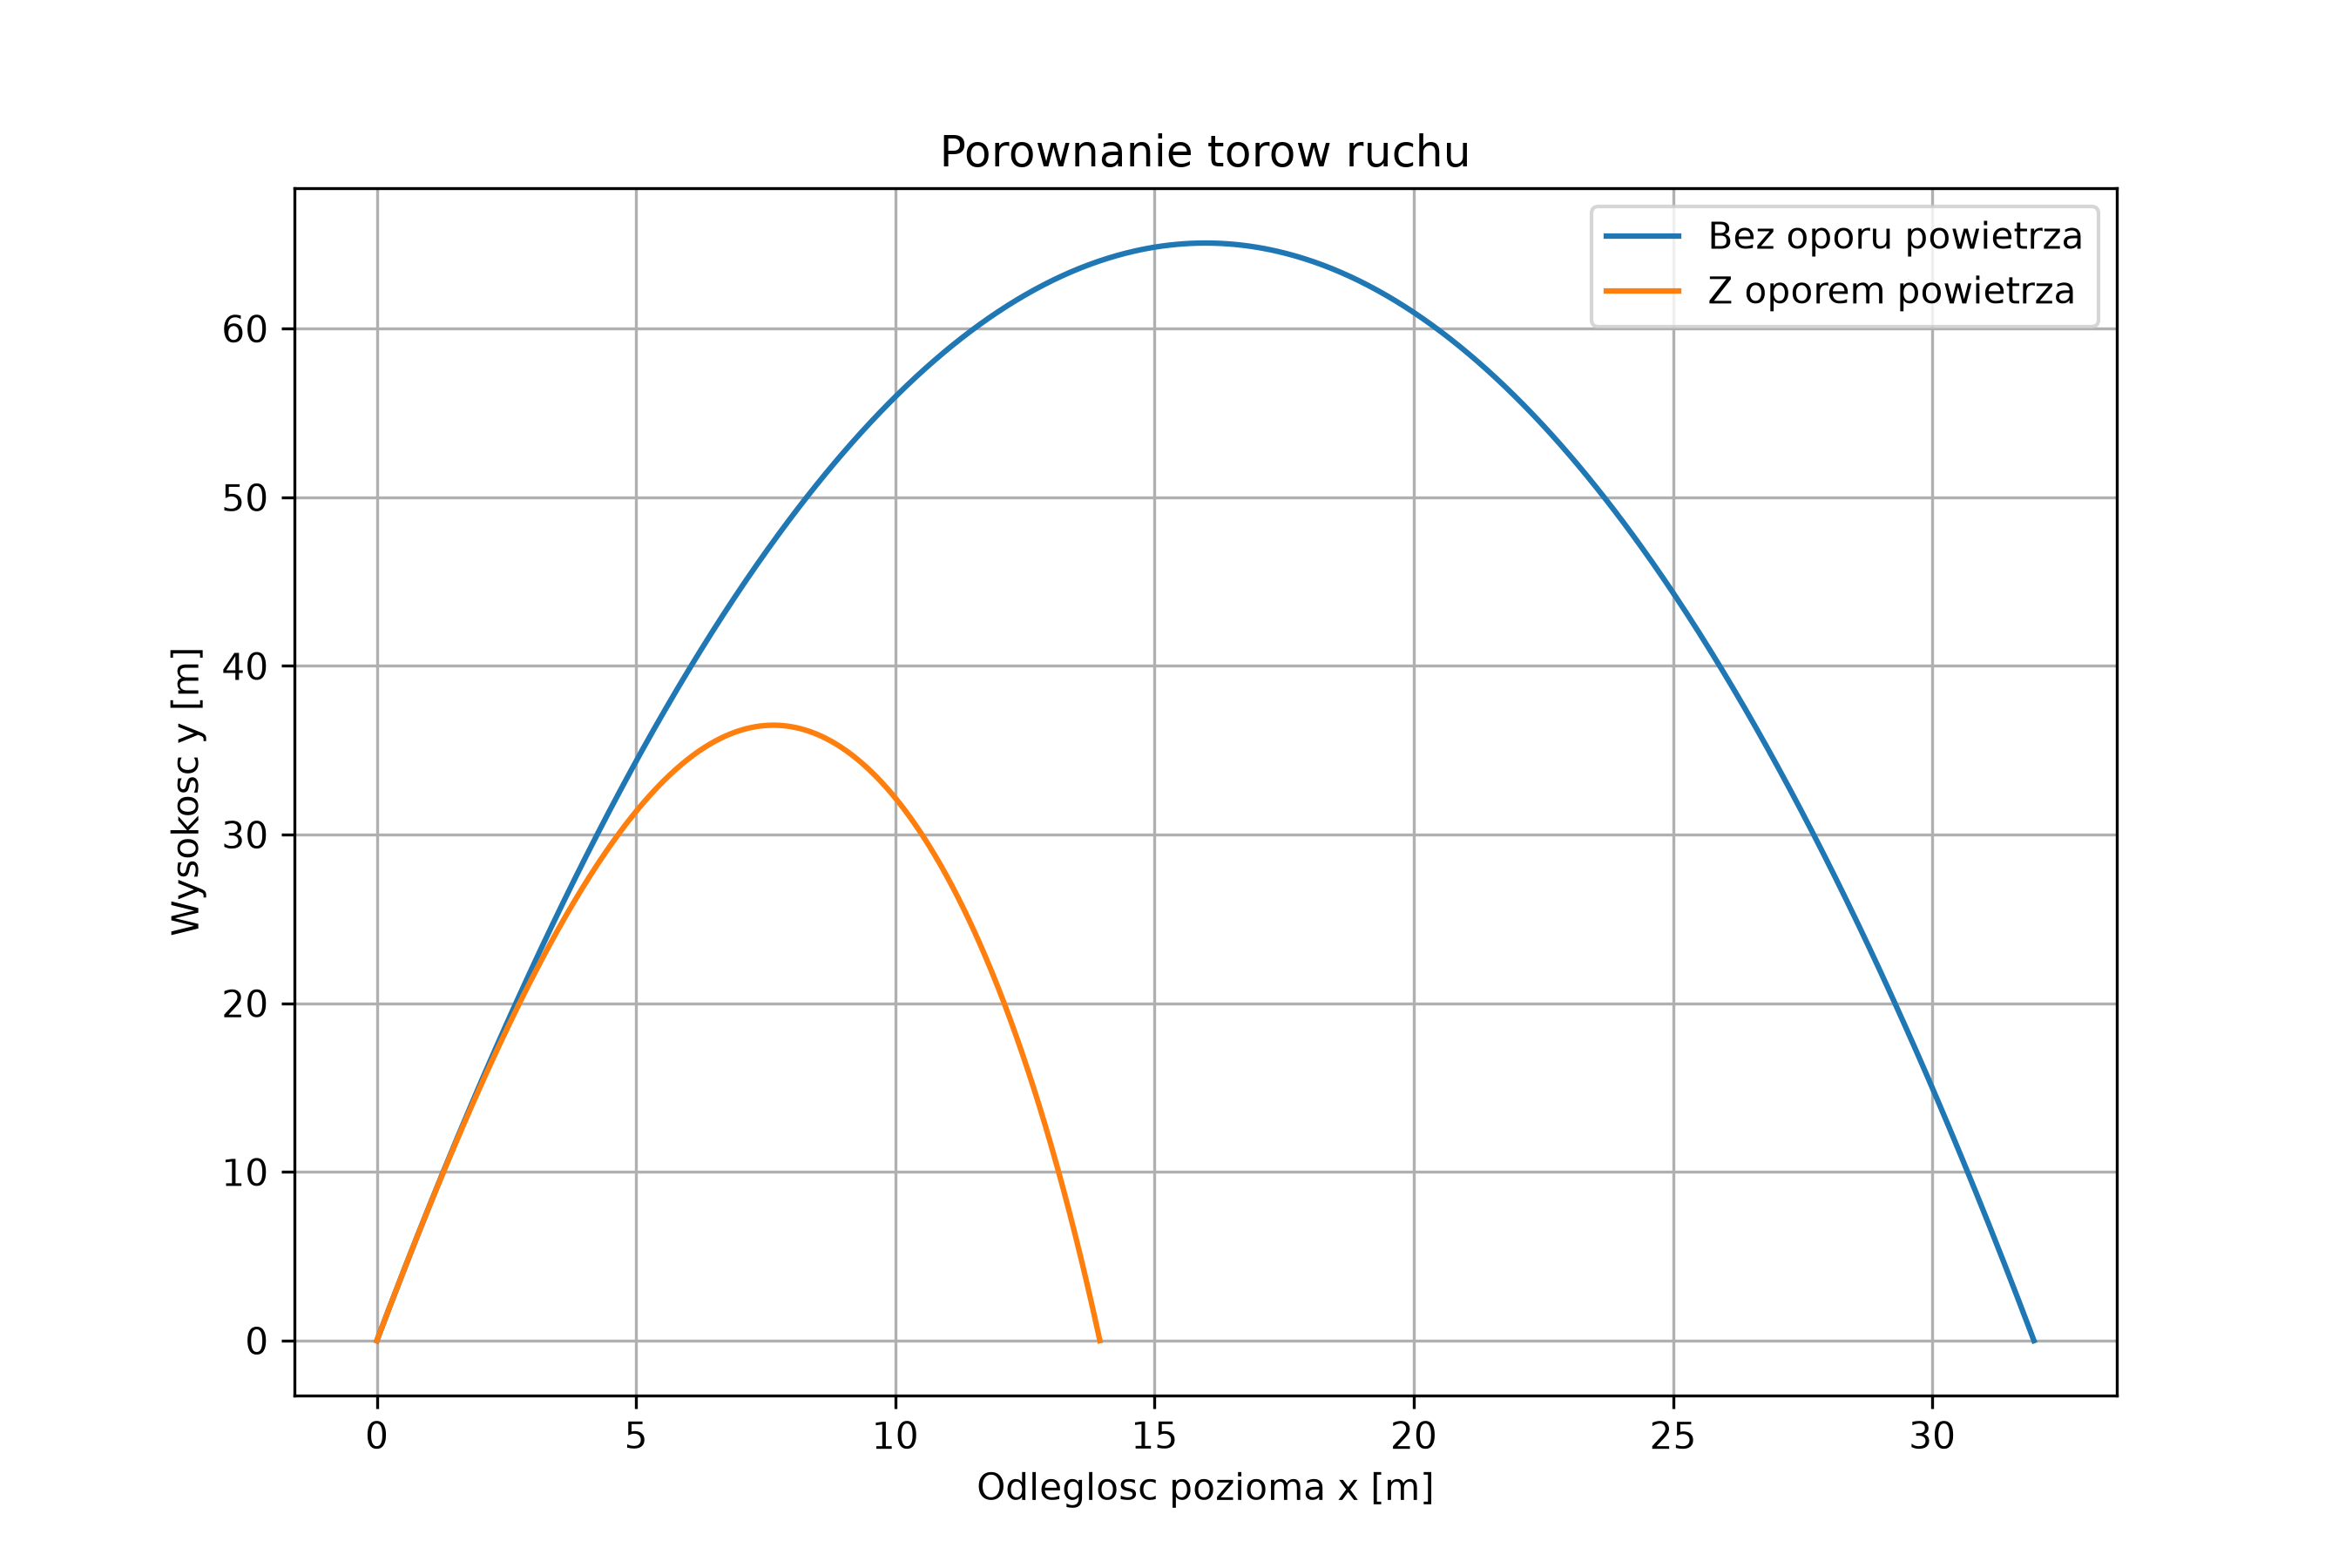 Porownanie torow ruchu
Bez oporu powietrza
Z oporem powietrza
Wysokosc y [m]
60
50
40
30
20
10
0
0 5 10 15 20 25 30
Odleglosc pozioma x [m]